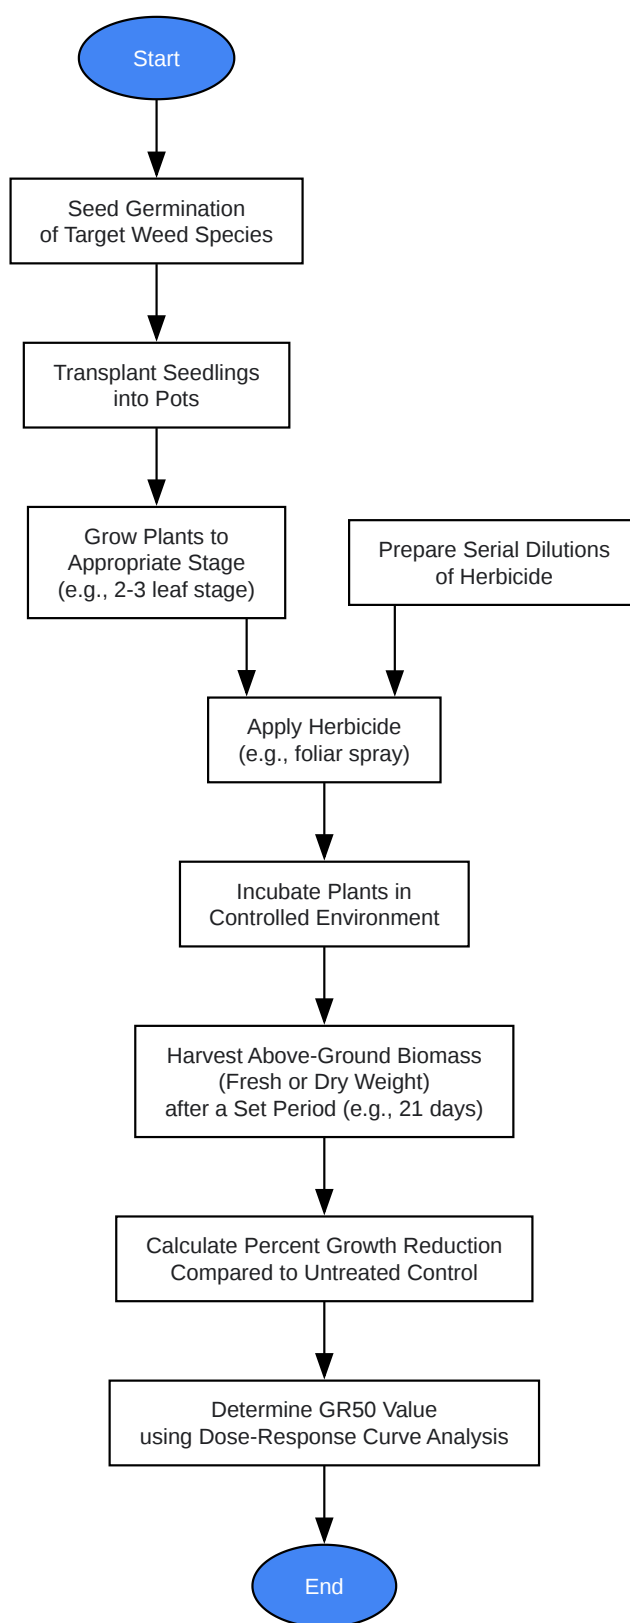 Start
Seed Germination
of Target Weed Species
Transplant Seedlings
into Pots
Grow Plants to
Appropriate Stage
(e.g., 2-3 leaf stage)
Prepare Serial Dilutions
of Herbicide
Apply Herbicide
(e.g., foliar spray)
Incubate Plants in
Controlled Environment
Harvest Above-Ground Biomass
(Fresh or Dry Weight)
after a Set Period (e.g., 21 days)
Calculate Percent Growth Reduction
Compared to Untreated Control
Determine GR50 Value
using Dose-Response Curve Analysis
End